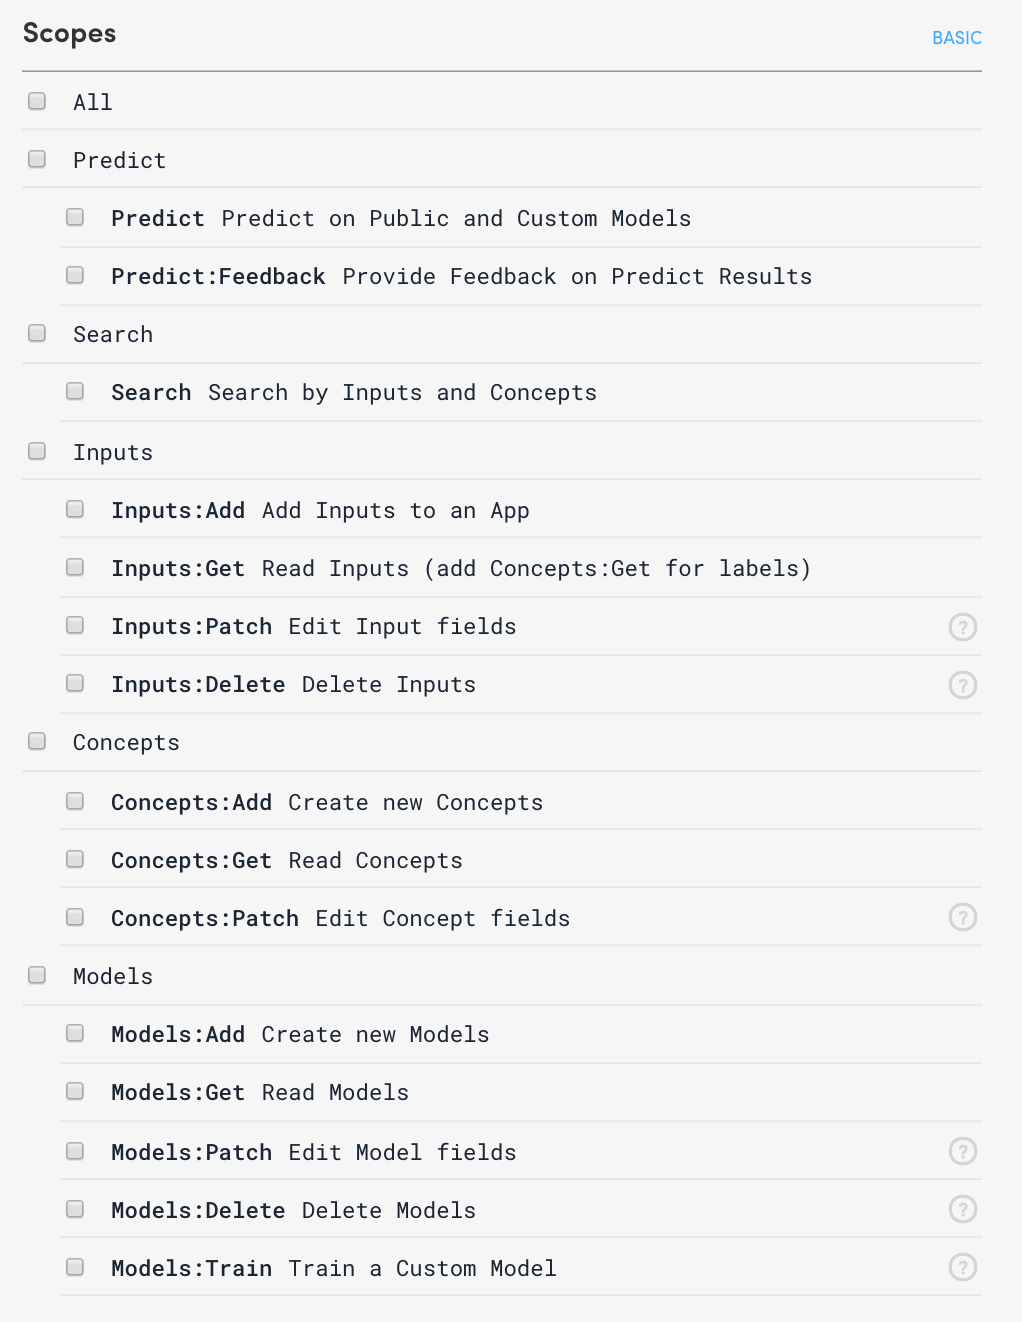 Scopes
BASIC
All
Predict
Predict Predict on Public and Custom Models
Predict:Feedback Provide Feedback on Predict Results
Search
Search Search by Inputs and Concepts
Inputs
Inputs:Add Add Inputs to an App
Inputs:Get Read Inputs (add Concepts:Get for labels)
Inputs:Patch Edit Input fields ?
Inputs:Delete Delete Inputs ?
Concepts
Concepts:Add Create new Concepts
Concepts:Get Read Concepts
Concepts:Patch Edit Concept fields ?
Models
Models:Add Create new Models
Models:Get Read Models
Models:Patch Edit Model fields ?
Models:Delete Delete Models ?
Models:Train Train a Custom Model ?